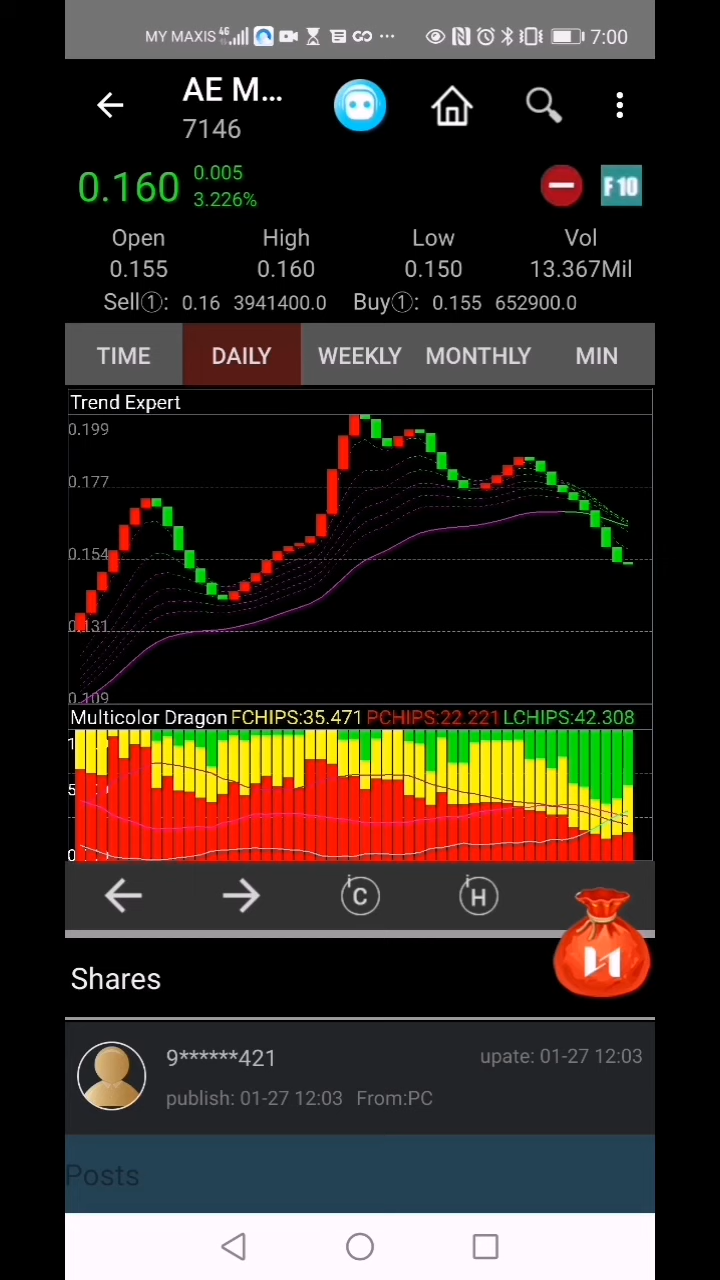 MY MAXIS 4G 7:00
AE M...
7146
0.160 0.005
3.226%
F10
Open High Low Vol
0.155 0.160 0.150 13.367Mil
Sell①: 0.16 3941400.0 Buy①: 0.155 652900.0
TIME DAILY WEEKLY MONTHLY MIN
Trend Expert
0.199
0.177
0.154
0.131
0.109
Multicolor Dragon FCHIPS:35.471 PCHIPS:22.221 LCHIPS:42.308
i C i H
Shares
9******421 upate: 01-27 12:03
publish: 01-27 12:03 From:PC
Posts